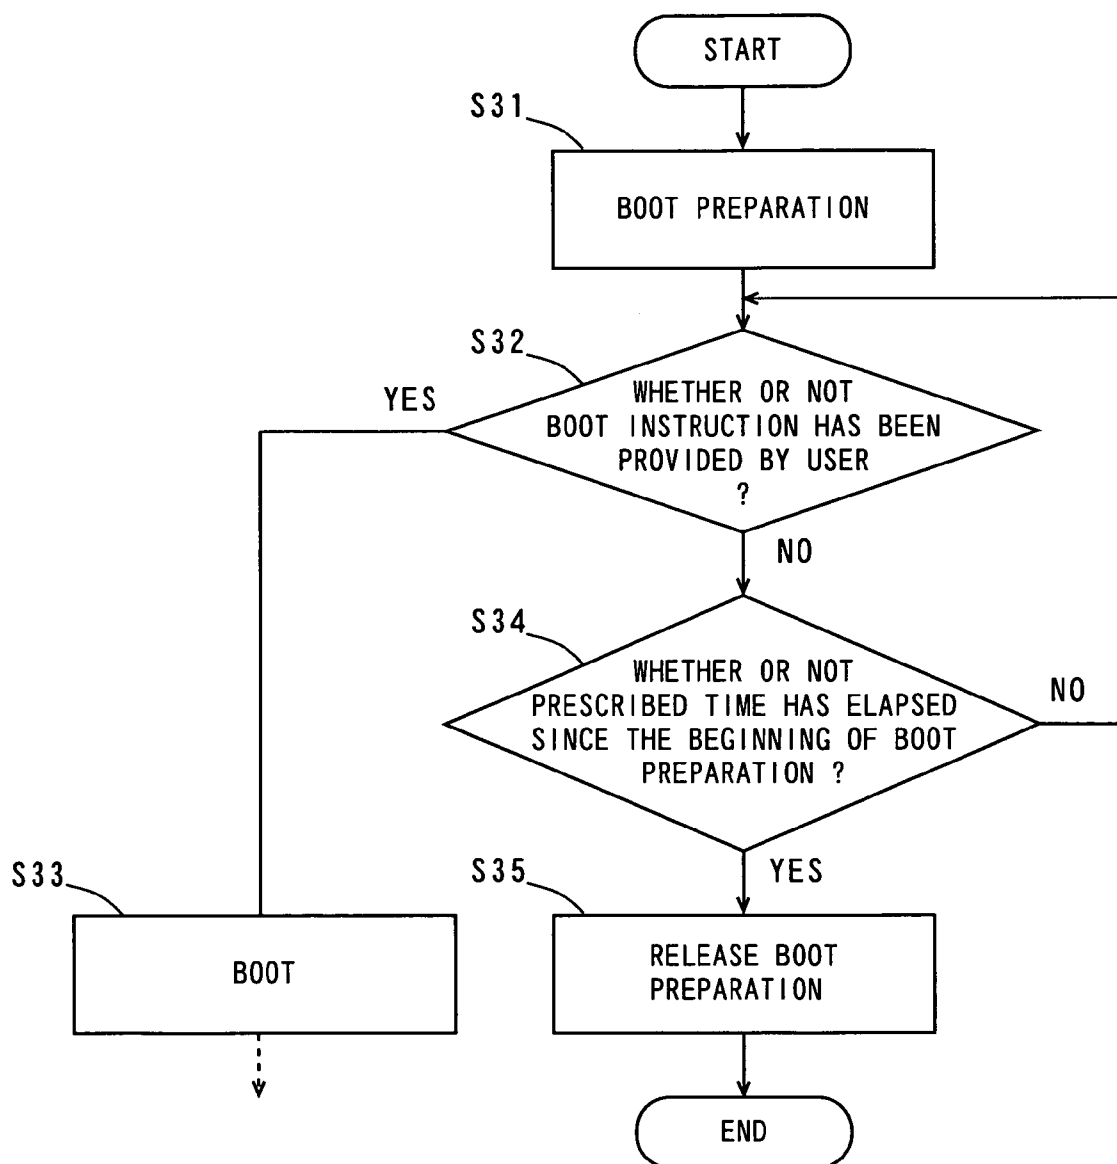 START
S31
BOOT PREPARATION
S32
YES
WHETHER OR NOT
BOOT INSTRUCTION HAS BEEN
PROVIDED BY USER
?
NO
S34
WHETHER OR NOT
PRESCRIBED TIME HAS ELAPSED
SINCE THE BEGINNING OF BOOT
PREPARATION ?
NO
YES
S33
BOOT
S35
RELEASE BOOT
PREPARATION
END